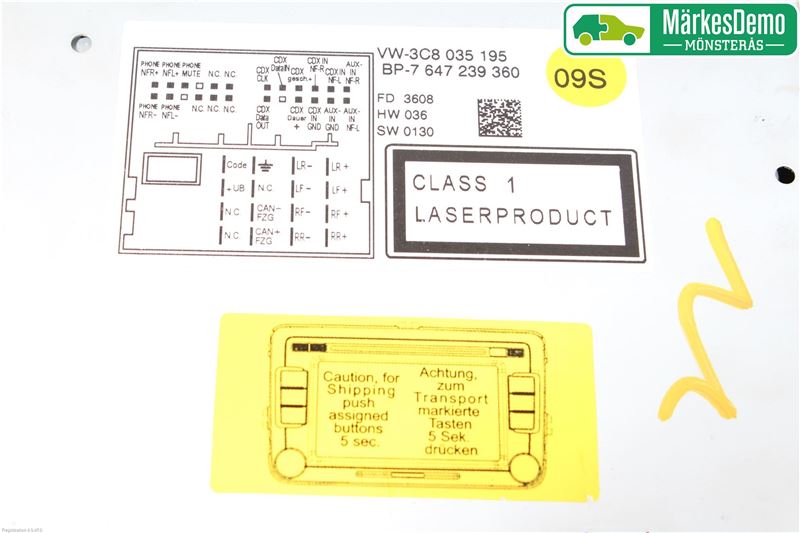 MärkesDemo
MÖNSTERÅS
VW-3C8 035 195
BP-7 647 239 360
09S
FD 3608
HW 036
SW 0130
PHONE NFR+ PHONE NFL+ PHONE MUTE N.C. N.C.
CDX CLK CDX DataIN CDX gesch.+ CDX IN NF-R CDX IN NF-L AUX- IN NF-R
PHONE NFR- PHONE NFL- N.C. N.C. N.C.
CDX Data OUT CDX Dauer + CDX IN GND AUX- IN GND AUX- IN NF-L
Code LR- LR+
+UB N.C. LF- LF+
N.C. CAN- FZG RF- RF+
N.C. CAN+ FZG RR- RR+
CLASS 1
LASERPRODUCT
Caution, for
Shipping
push
assigned
buttons
5 sec.
Achtung,
zum
Transport
markierte
Tasten
5 Sek.
drücken